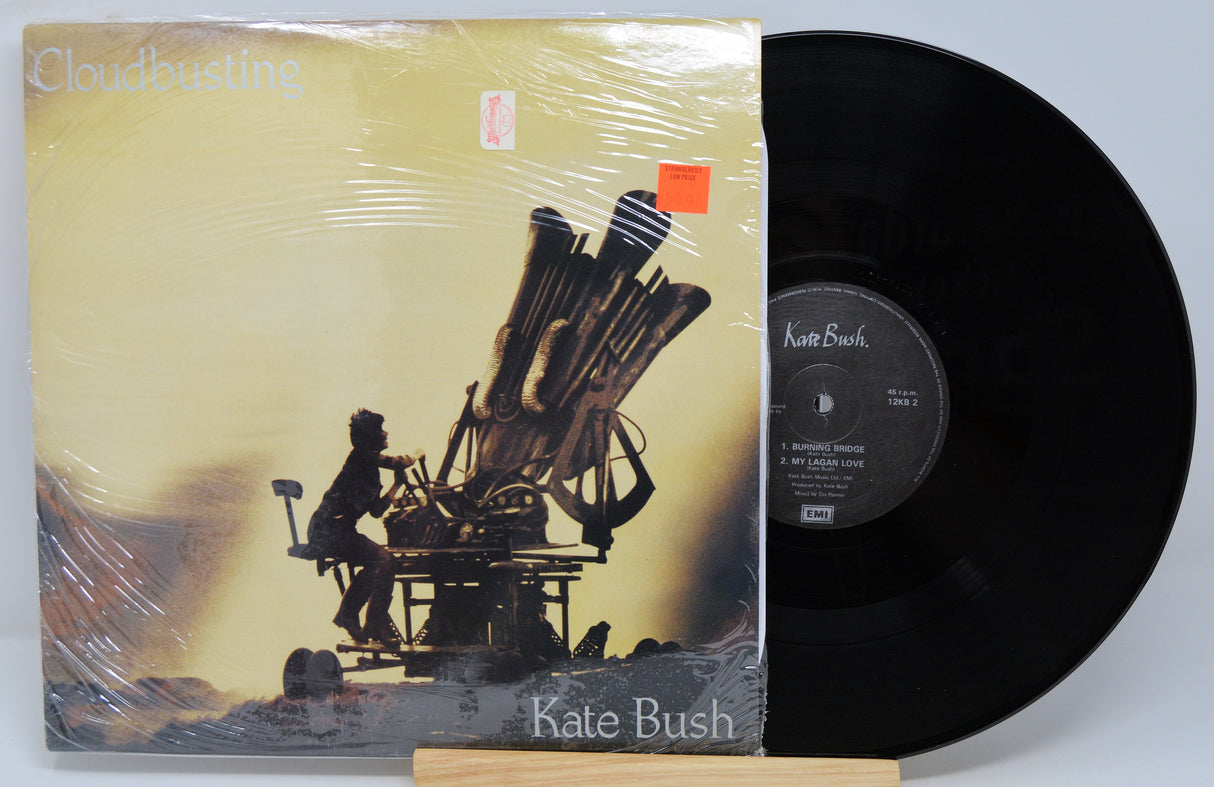 Cloudbusting
STRAWBERRIES
LOW PRICE
Kate Bush
Kate Bush.
45 r.p.m.
12KB 2
1. BURNING BRIDGE
(Kate Bush)
2. MY LAGAN LOVE
(Kate Bush)
Kate Bush Music Ltd./EMI
Produced by Kate Bush
Mixed by Del Palmer
EMI